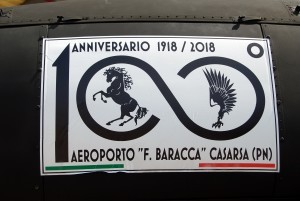 ANNIVERSARIO 1918 / 2018
100
AEROPORTO "F. BARACCA" CASARSA (PN)